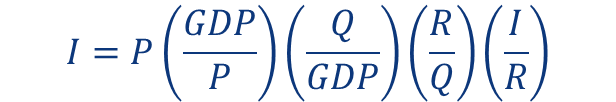 I = P (GDP/P) (Q/GDP) (R/Q) (I/R)